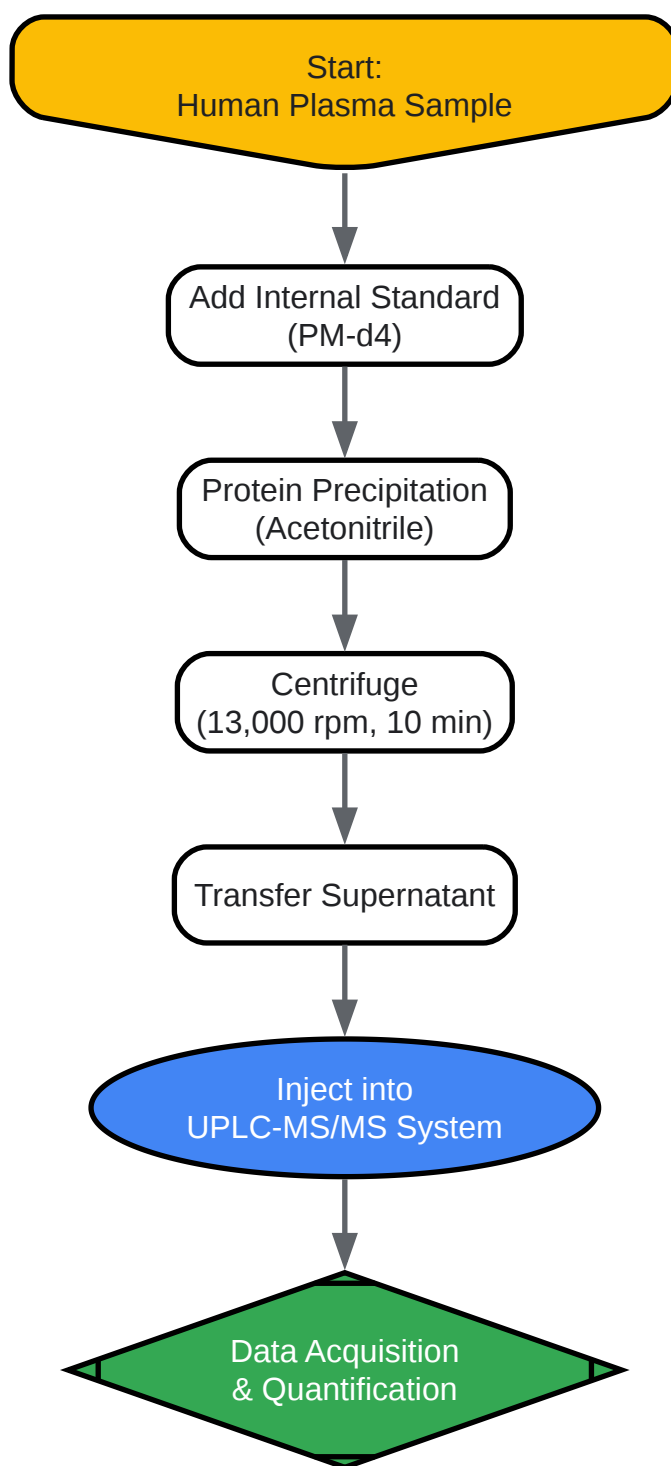 Start:
Human Plasma Sample
Add Internal Standard
(PM-d4)
Protein Precipitation
(Acetonitrile)
Centrifuge
(13,000 rpm, 10 min)
Transfer Supernatant
Inject into
UPLC-MS/MS System
Data Acquisition
& Quantification